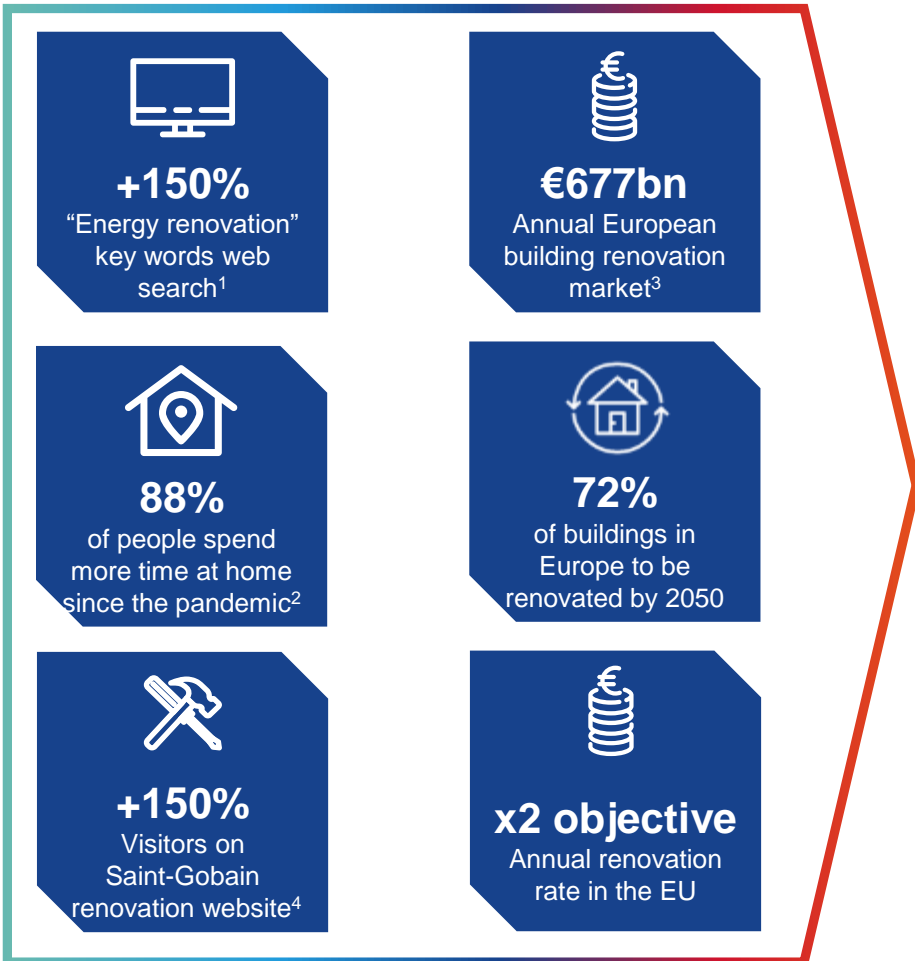 +150%
“Energy renovation”
key words web
search¹
€677bn
Annual European
building renovation
market³
88%
of people spend
more time at home
since the pandemic²
72%
of buildings in
Europe to be
renovated by 2050
+150%
Visitors on
Saint-Gobain
renovation website⁴
x2 objective
Annual renovation
rate in the EU